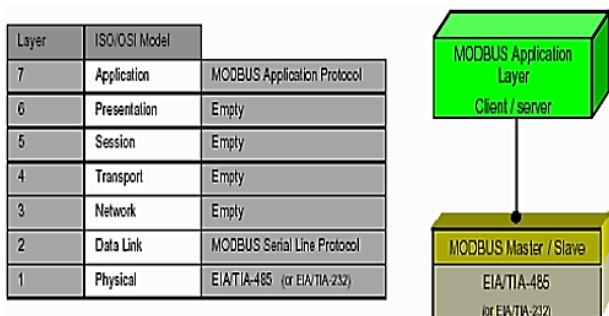 Layer ISO/OSI Model
7 Application MODBUS Application Protocol
6 Presentation Empty
5 Session Empty
4 Transport Empty
3 Network Empty
2 Data Link MODBUS Serial Line Protocol
1 Physical EIA/TIA-485 (or EIA/TIA-232)
MODBUS Application
Layer
Client / server
MODBUS Master / Slave
EIA/TIA-485
(or EIA/TIA-232)